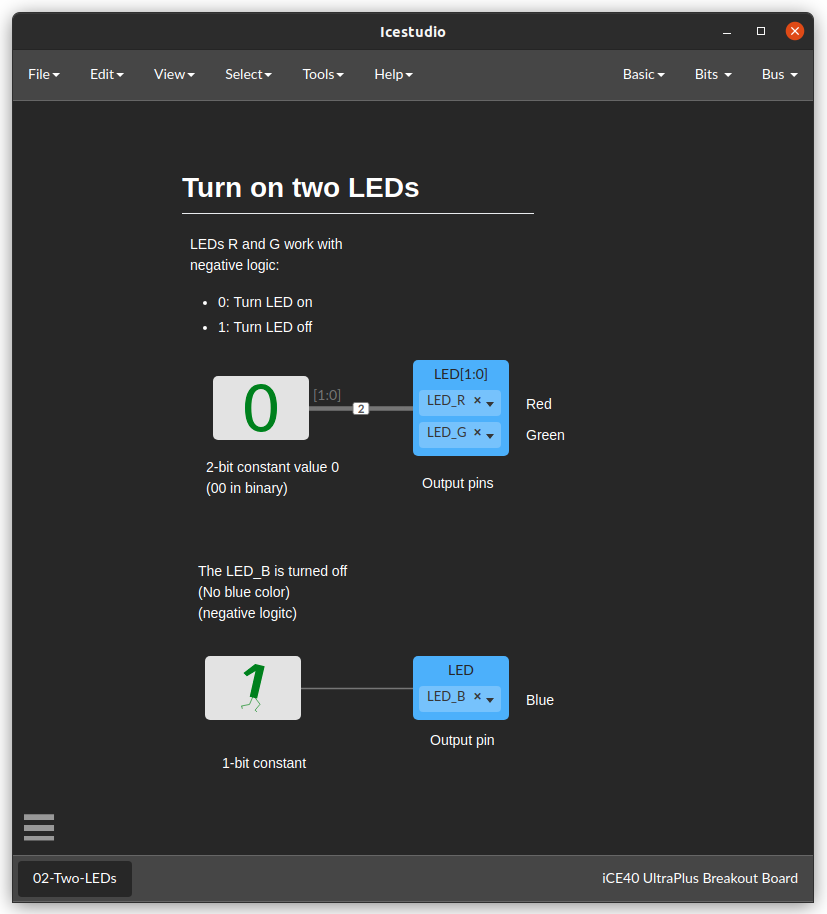 Icestudio
File Edit View Select Tools Help Basic Bits Bus
Turn on two LEDs
LEDs R and G work with
negative logic:
• 0: Turn LED on
• 1: Turn LED off
0 [1:0] 2
LED[1:0]
LED_R × Red
LED_G × Green
2-bit constant value 0
(00 in binary)
Output pins
The LED_B is turned off
(No blue color)
(negative logitc)
1
LED
LED_B × Blue
Output pin
1-bit constant
02-Two-LEDs iCE40 UltraPlus Breakout Board